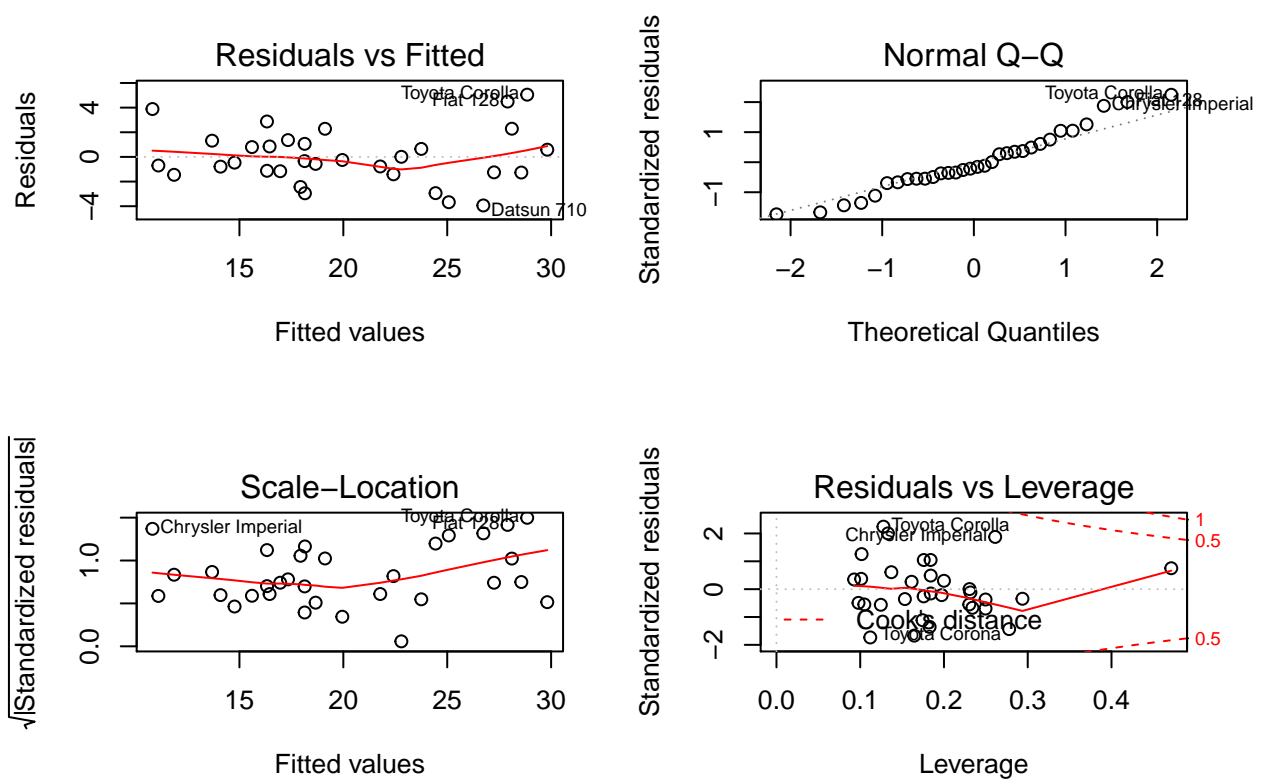 Residuals vs Fitted
Residuals
4
0
−4
Toyota Corolla
Fiat 128
Datsun 710
15 20 25 30
Fitted values
Normal Q−Q
Standardized residuals
1
−1
Toyota Corolla
Fiat 128
Chrysler Imperial
−2 −1 0 1 2
Theoretical Quantiles
Scale−Location
√|Standardized residuals|
1.0
0.0
Toyota Corolla
Fiat 128
Chrysler Imperial
15 20 25 30
Fitted values
Residuals vs Leverage
Standardized residuals
2
0
−2
Toyota Corolla
Chrysler Imperial
Cook's distance
Toyota Corona
1
0.5
0.5
0.0 0.1 0.2 0.3 0.4
Leverage